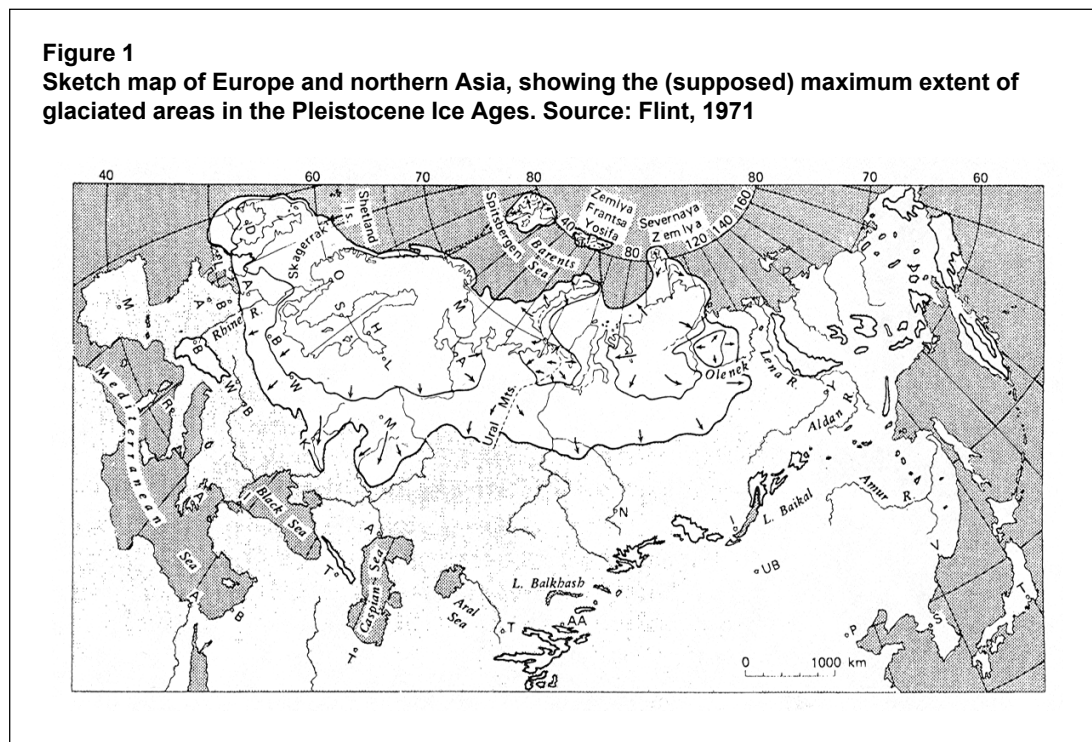 Figure 1
Sketch map of Europe and northern Asia, showing the (supposed) maximum extent of
glaciated areas in the Pleistocene Ice Ages. Source: Flint, 1971
40
50
60
70
80
80
70
60
Shetland
Isl.
Spitsbergen
Barents
Sea
40
Zemlya
Frantsa
Yosifa
80
Severnaya
Zemlya
120
140
160
Skagerrak
D
O
S
H
L
M
A
B
P
B
Rhine R.
M
A
B
W
B
B
W
K
M
Ural Mts.
Olenek
Lena R.
Y
Aldan R.
Amur
R.
Mediterranean
Sea
Ro
A
I
Black
Sea
A
T
Caspian Sea
T
Aral
Sea
T
L. Balkhash
AA
N
I
L. Baikal
UB
V
P
S
T
A
B
0
1000 km